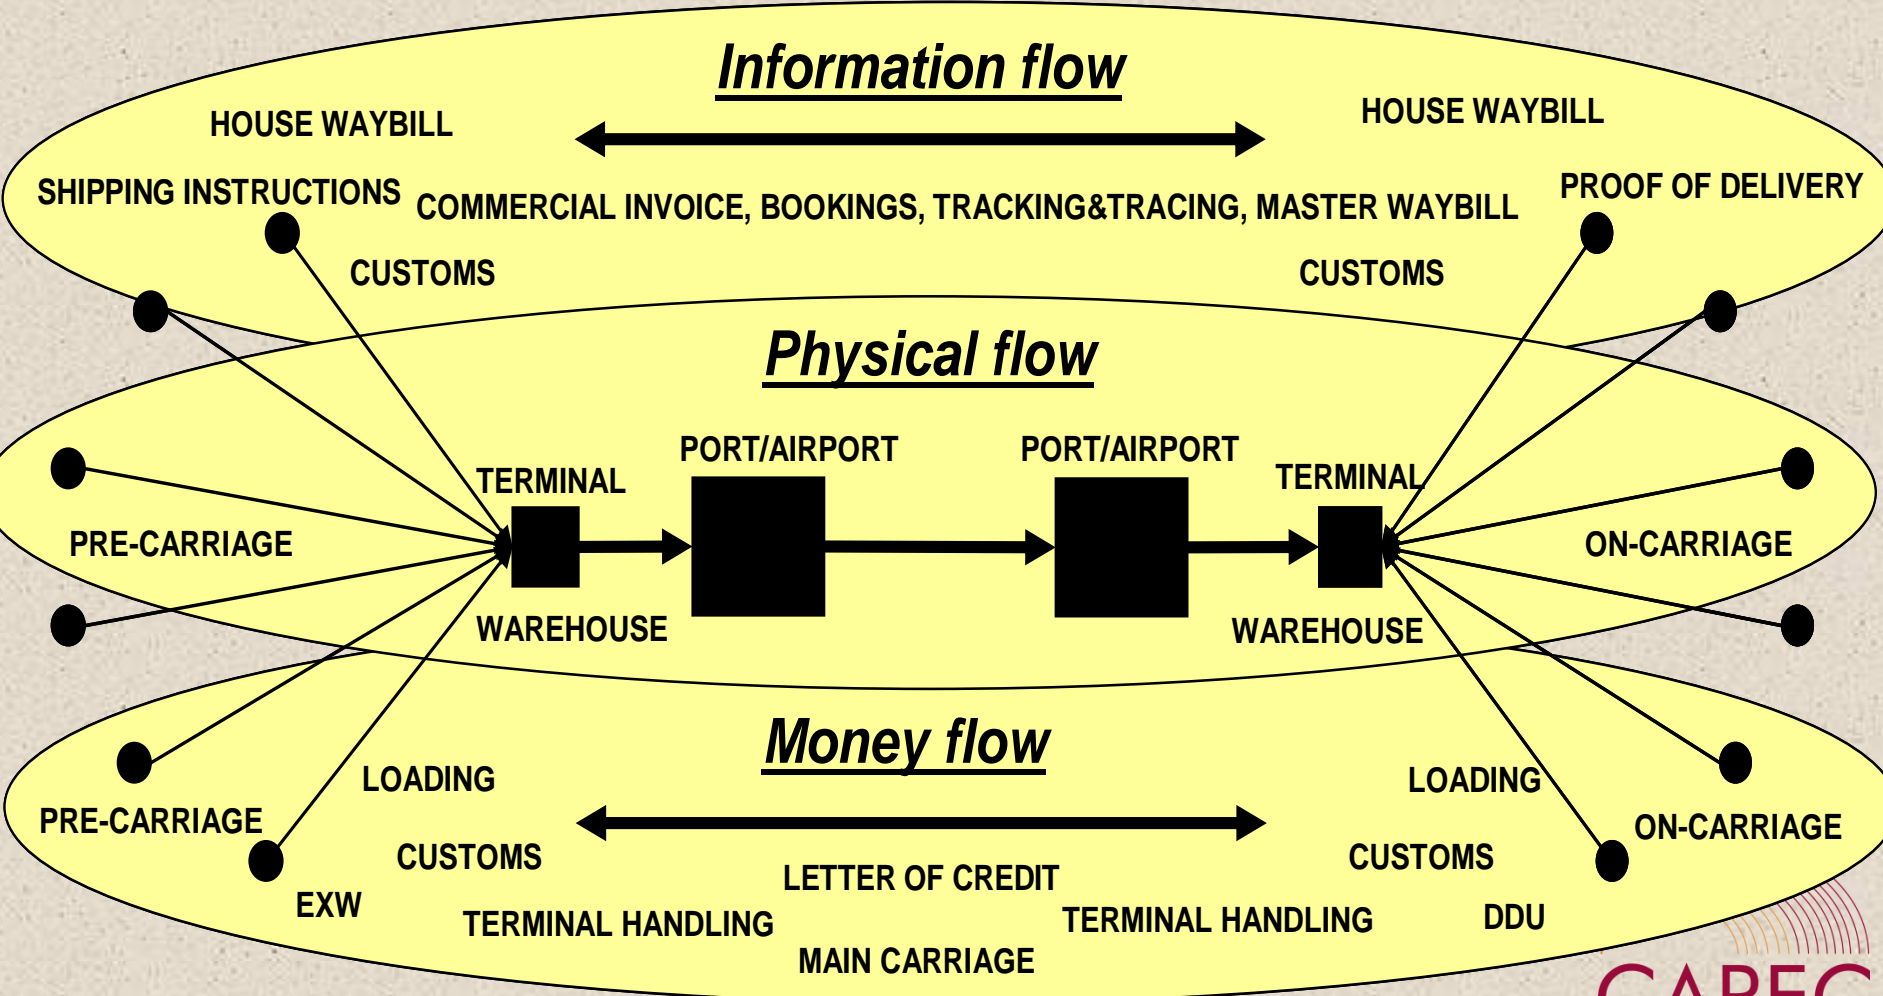 Information flow
HOUSE WAYBILL
HOUSE WAYBILL
SHIPPING INSTRUCTIONS
COMMERCIAL INVOICE, BOOKINGS, TRACKING&TRACING, MASTER WAYBILL
PROOF OF DELIVERY
CUSTOMS
CUSTOMS
Physical flow
PORT/AIRPORT
PORT/AIRPORT
TERMINAL
TERMINAL
PRE-CARRIAGE
ON-CARRIAGE
WAREHOUSE
WAREHOUSE
Money flow
LOADING
LOADING
PRE-CARRIAGE
ON-CARRIAGE
CUSTOMS
CUSTOMS
LETTER OF CREDIT
EXW
TERMINAL HANDLING
TERMINAL HANDLING
DDU
MAIN CARRIAGE
CAREC